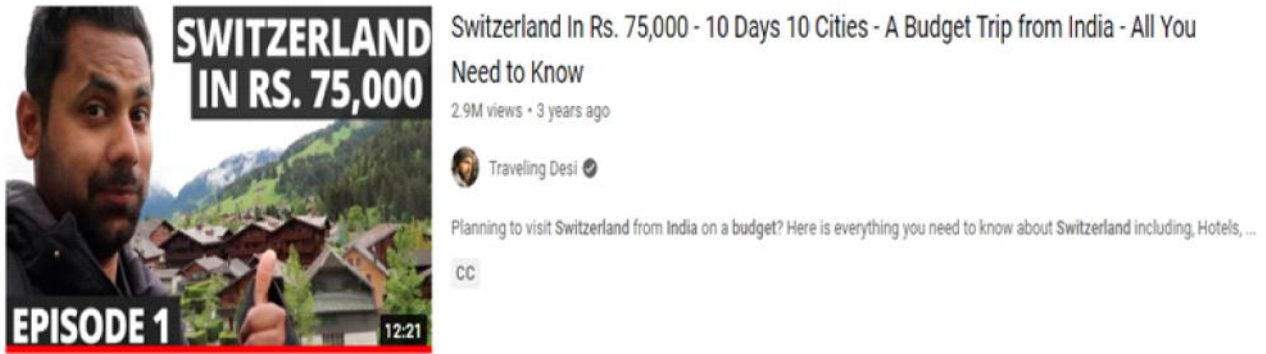 SWITZERLAND
IN RS. 75,000
EPISODE 1
12:21
Switzerland In Rs. 75,000 - 10 Days 10 Cities - A Budget Trip from India - All You
Need to Know
2.9M views • 3 years ago
Traveling Desi
Planning to visit Switzerland from India on a budget? Here is everything you need to know about Switzerland including, Hotels, ...
CC